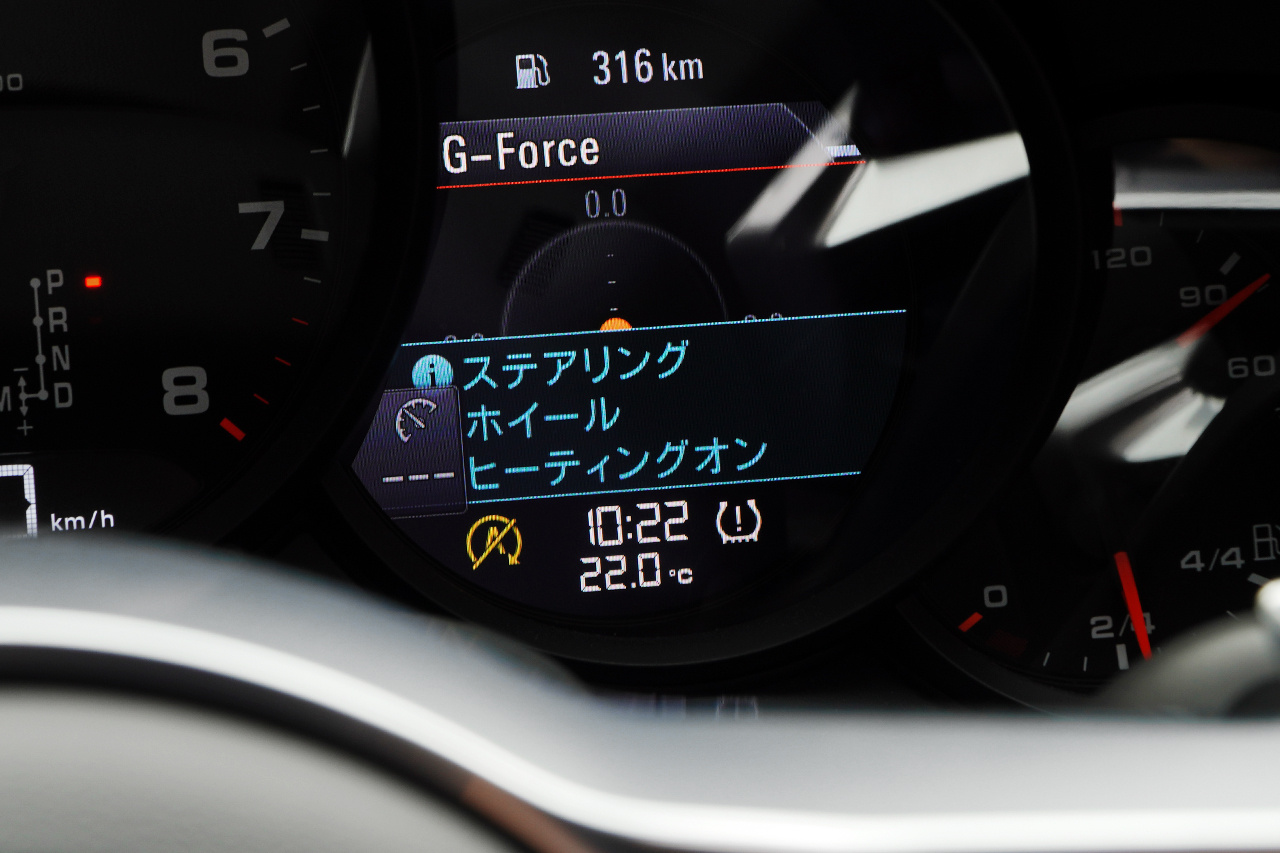 6
7
8
P
R
N
M D
+
km/h
316 km
G-Force
0.0
ステアリング
ホイール
ヒーティングオン
---
10:22
22.0 °C
120
90
60
0
2/4
4/4